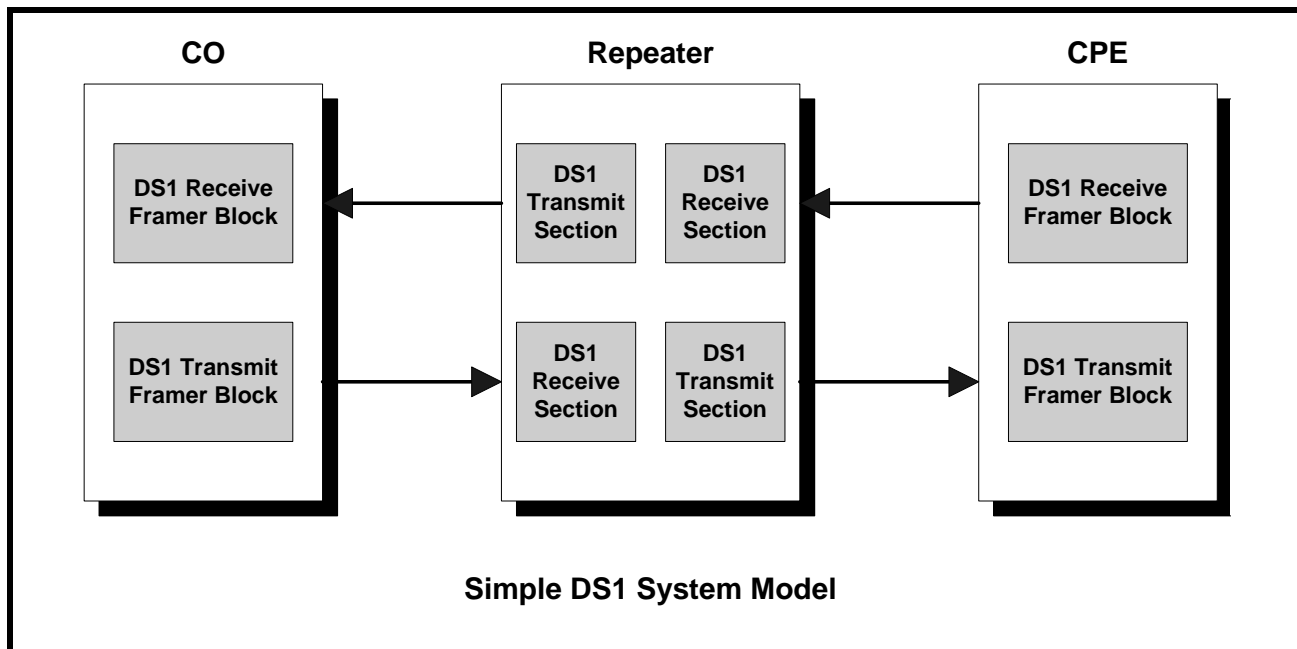 CO
Repeater
CPE
DS1 Receive
Framer Block
DS1
Transmit
Section
DS1
Receive
Section
DS1 Receive
Framer Block
DS1 Transmit
Framer Block
DS1
Receive
Section
DS1
Transmit
Section
DS1 Transmit
Framer Block
Simple DS1 System Model